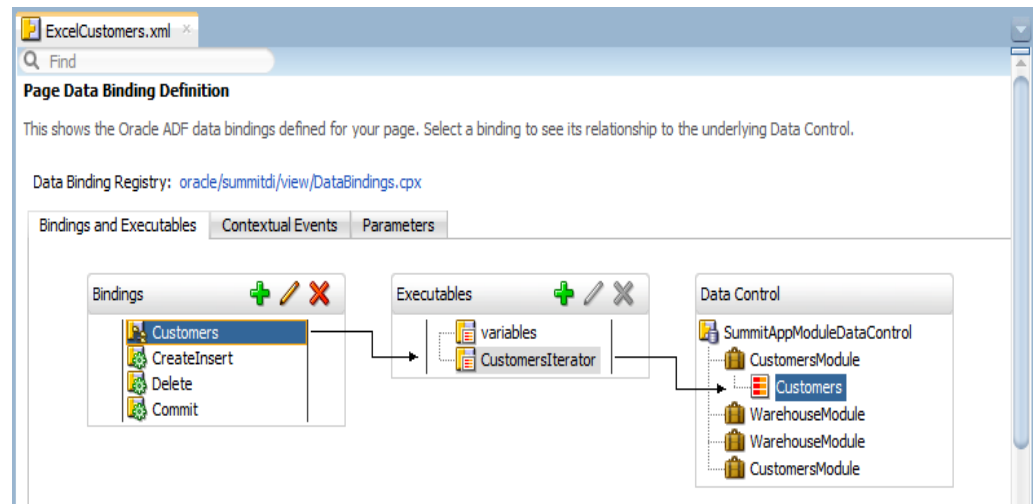 ExcelCustomers.xml
Find
Page Data Binding Definition
This shows the Oracle ADF data bindings defined for your page. Select a binding to see its relationship to the underlying Data Control.
Data Binding Registry: oracle/summitdi/view/DataBindings.cpx
Bindings and Executables Contextual Events Parameters
Bindings
Customers
CreateInsert
Delete
Commit
Executables
variables
CustomersIterator
Data Control
SummitAppModuleDataControl
CustomersModule
Customers
WarehouseModule
WarehouseModule
CustomersModule